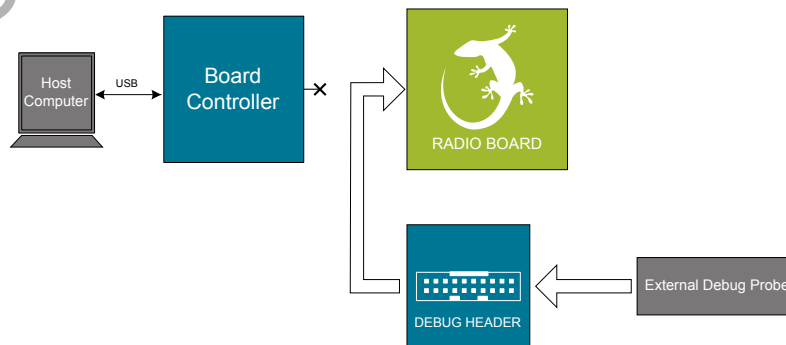 Host
Computer
USB
Board
Controller
RADIO BOARD
DEBUG HEADER
External Debug Probe